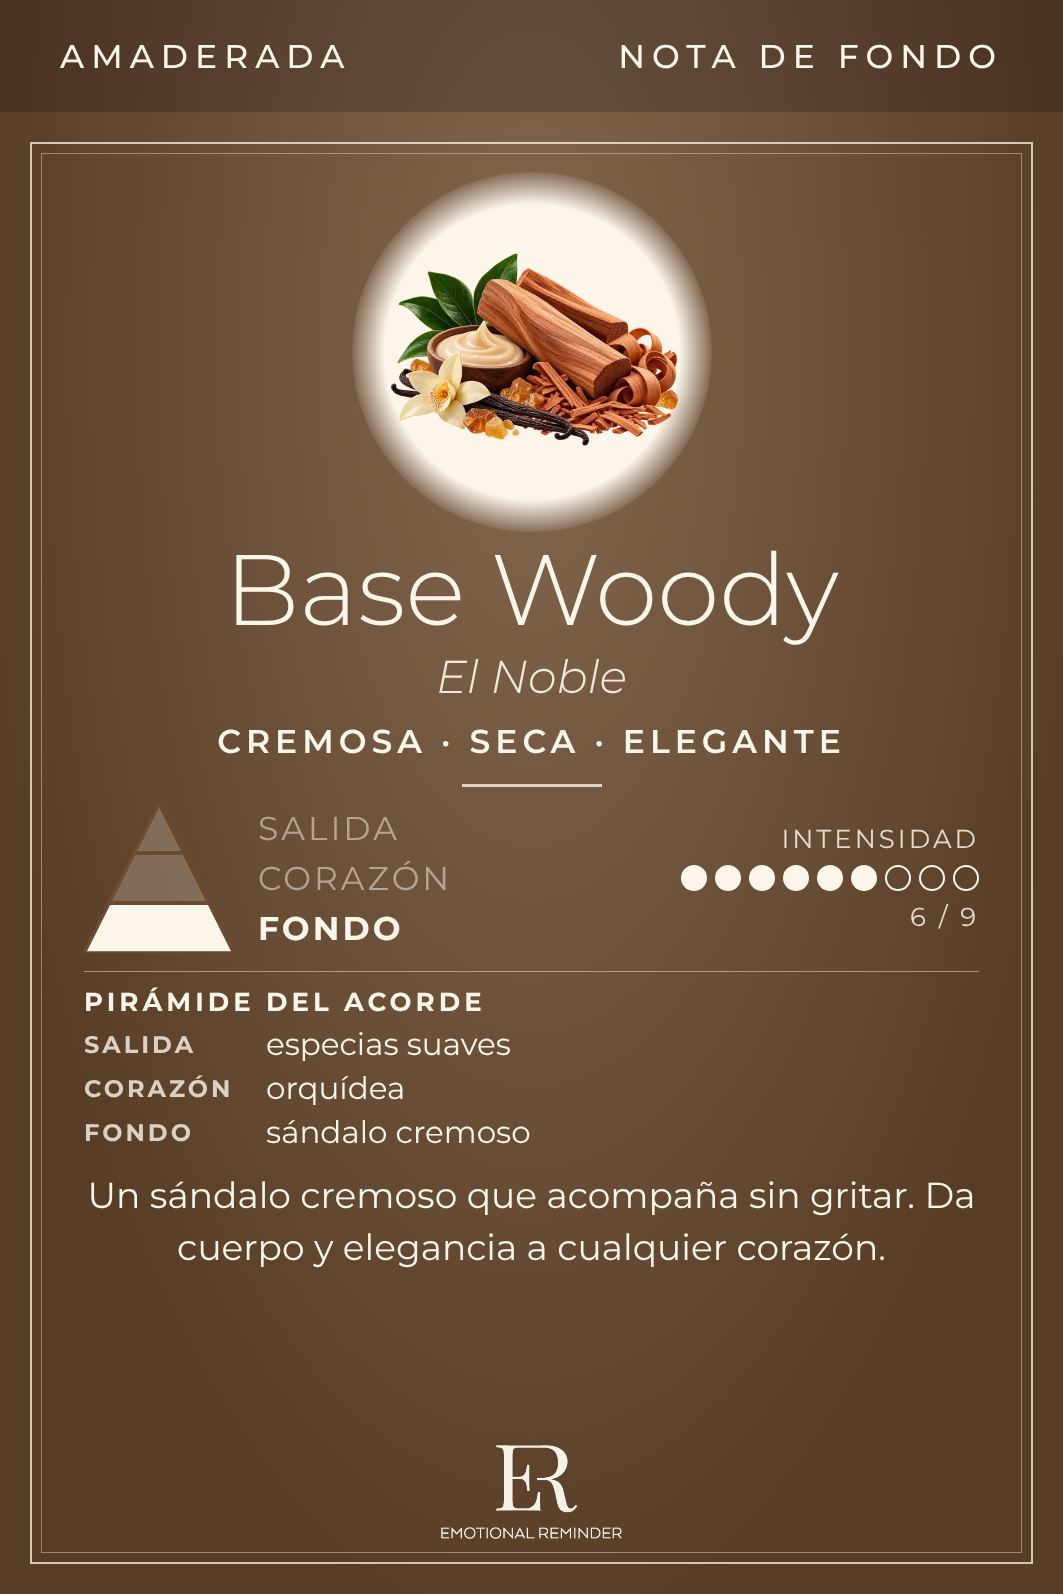 AMADERADA NOTA DE FONDO
Base Woody
El Noble
CREMOSA · SECA · ELEGANTE
SALIDA
CORAZÓN
FONDO
INTENSIDAD
6 / 9
PIRÁMIDE DEL ACORDE
SALIDA especias suaves
CORAZÓN orquídea
FONDO sándalo cremoso
Un sándalo cremoso que acompaña sin gritar. Da
cuerpo y elegancia a cualquier corazón.
ER
EMOTIONAL REMINDER